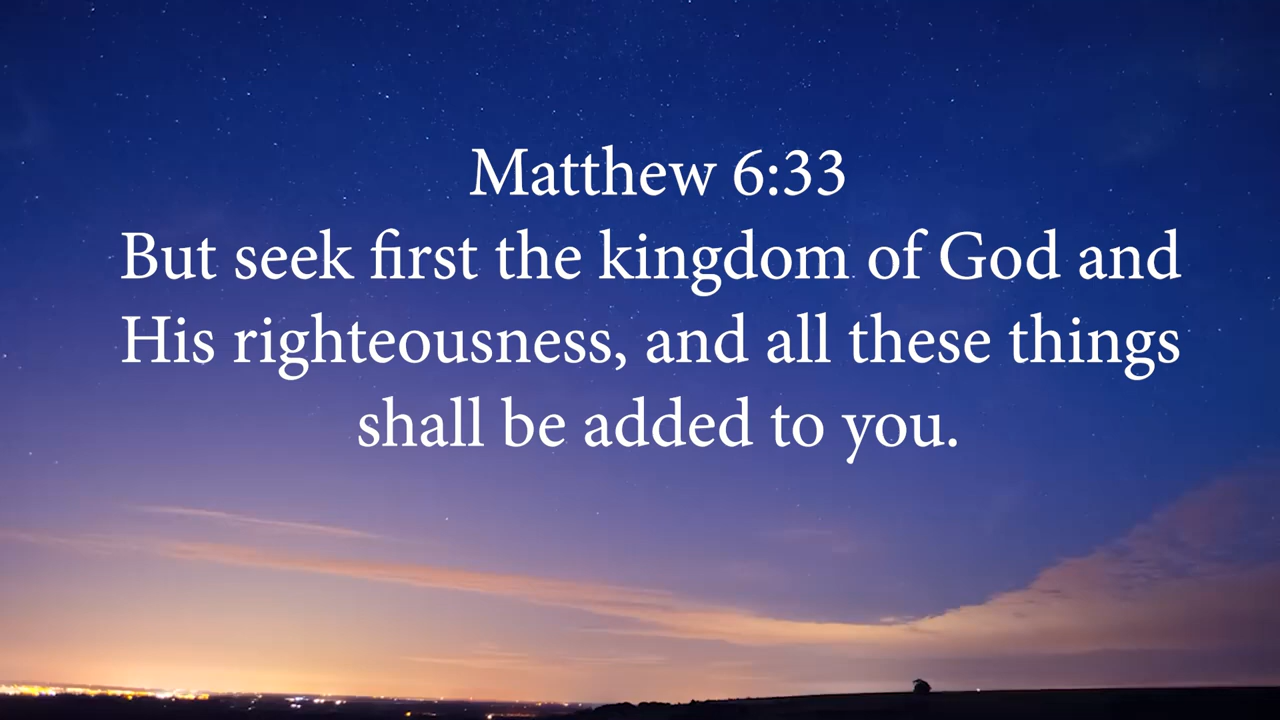 Matthew 6:33
But seek first the kingdom of God and
His righteousness, and all these things
shall be added to you.